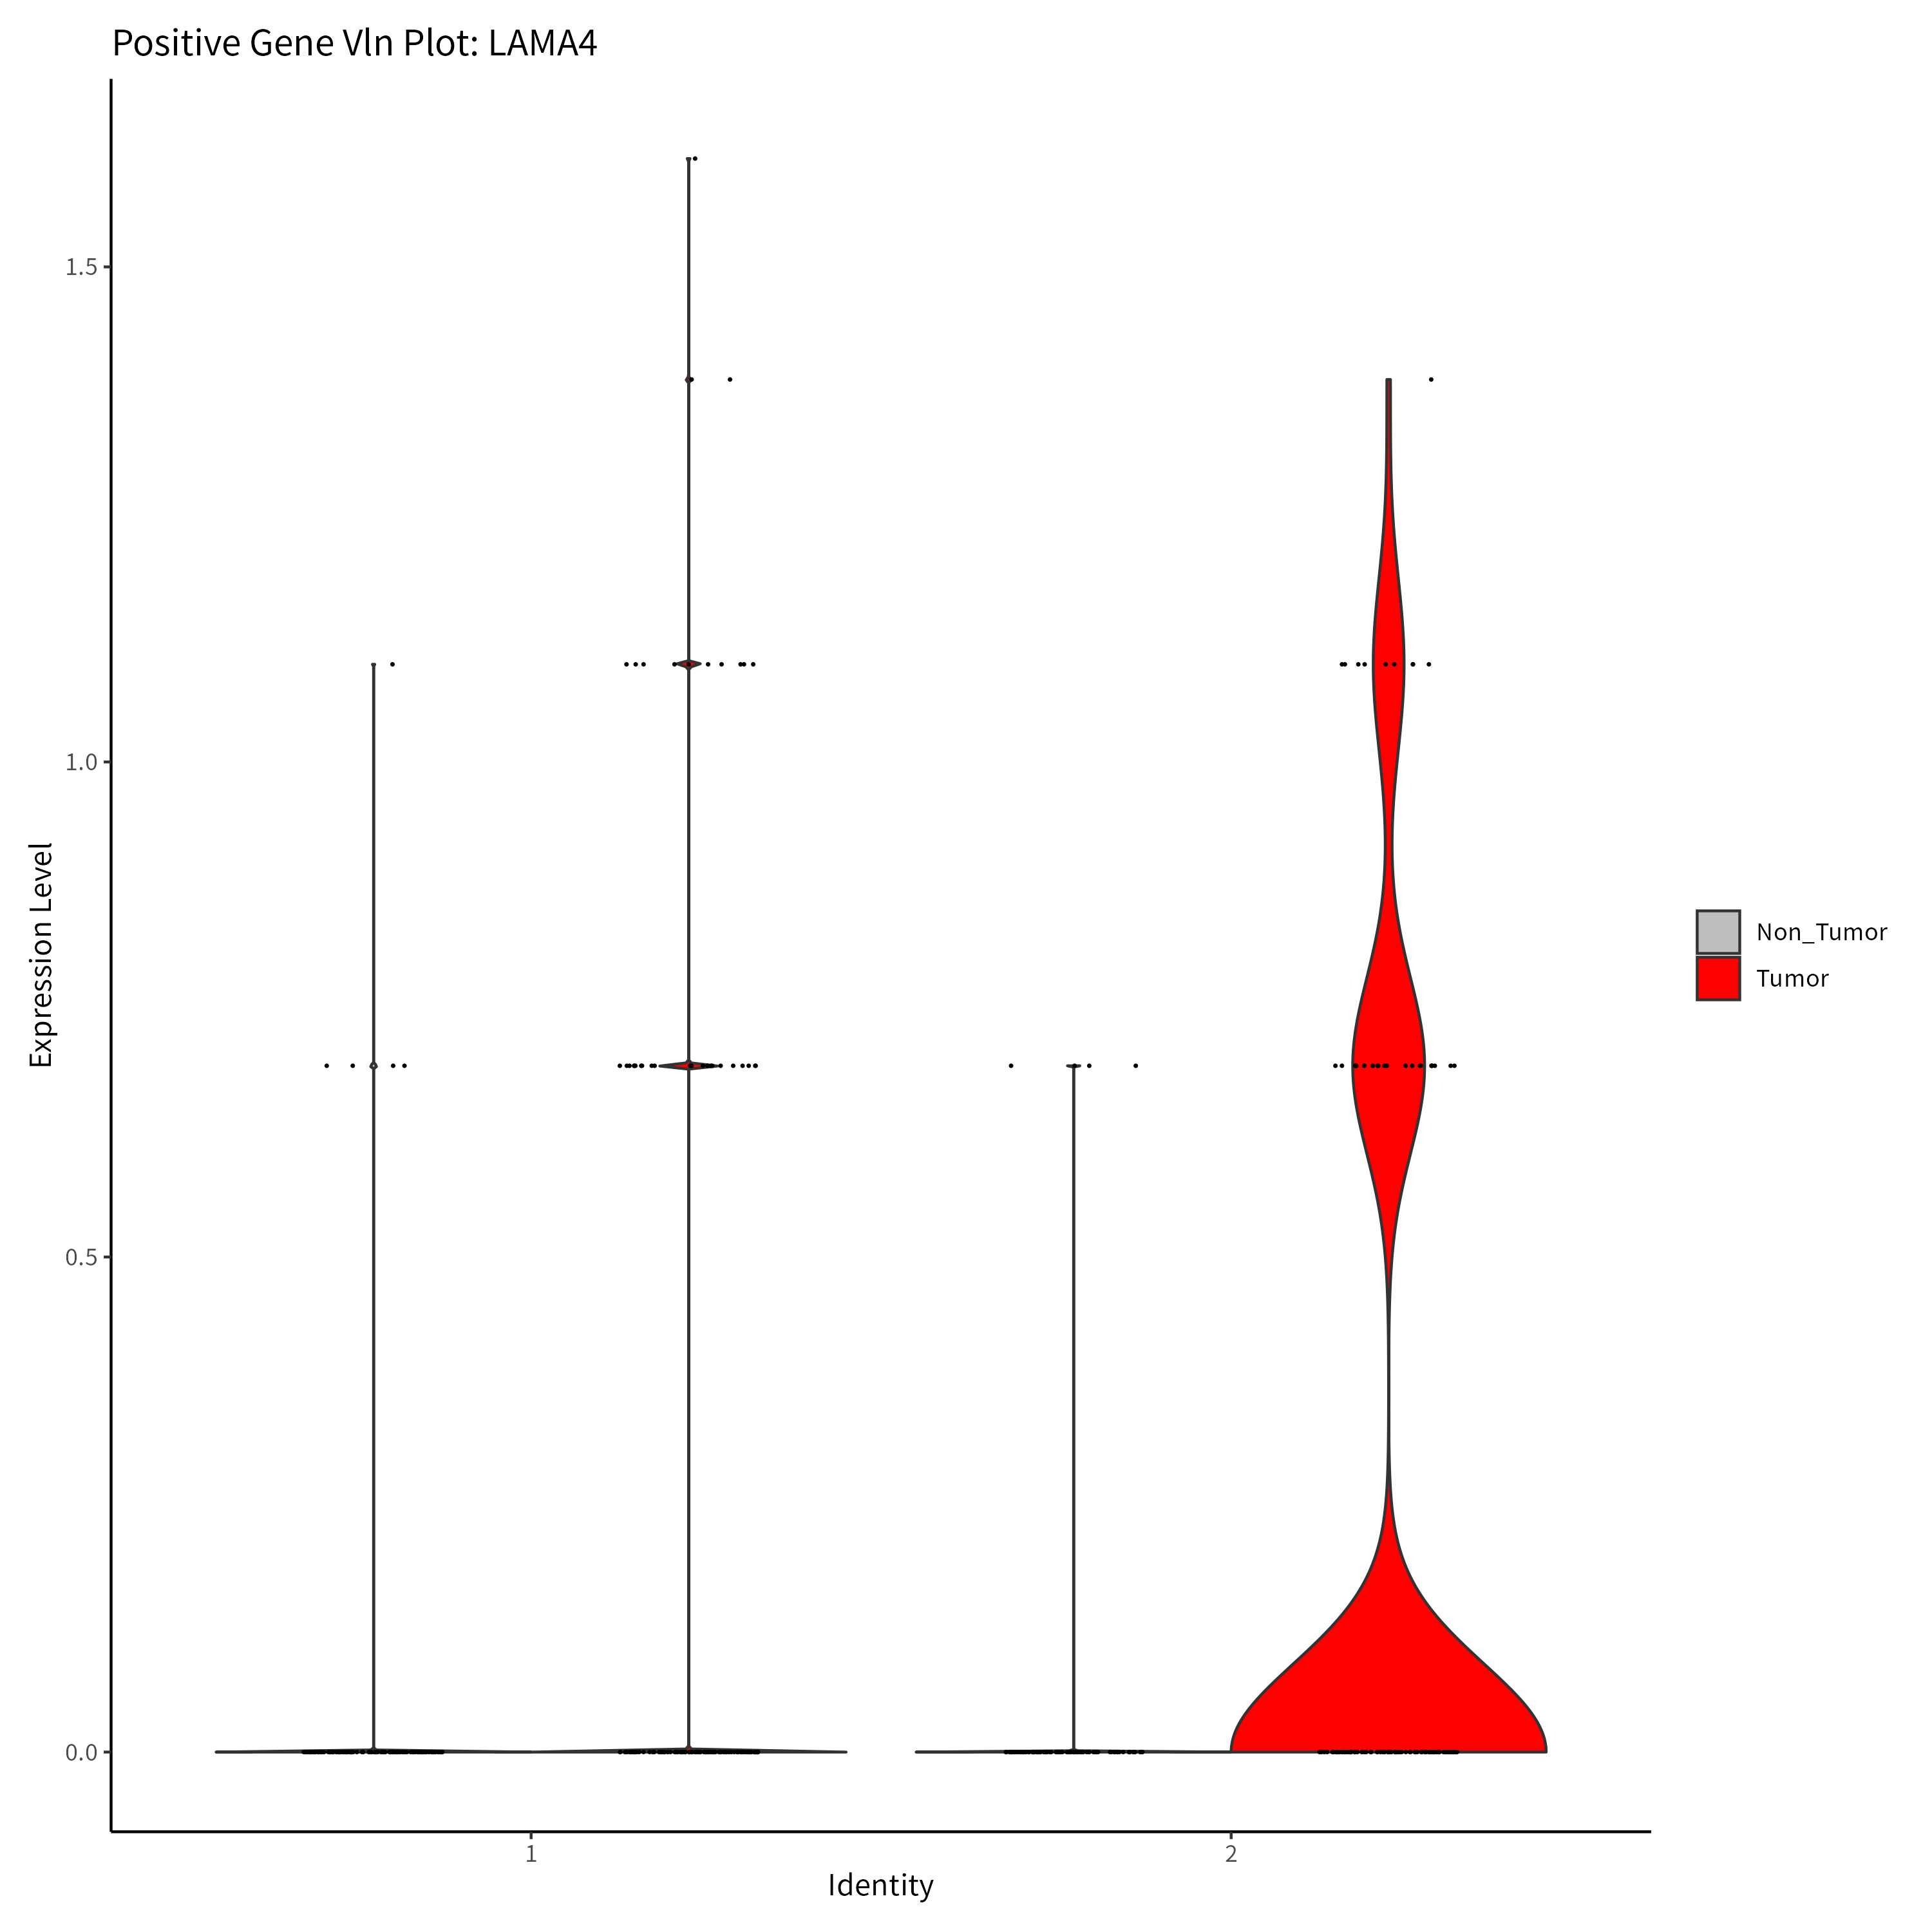 Positive Gene Vln Plot: LAMA4
1.5
1.0
0.5
0.0
Expression Level
1
2
Identity
Non_Tumor
Tumor